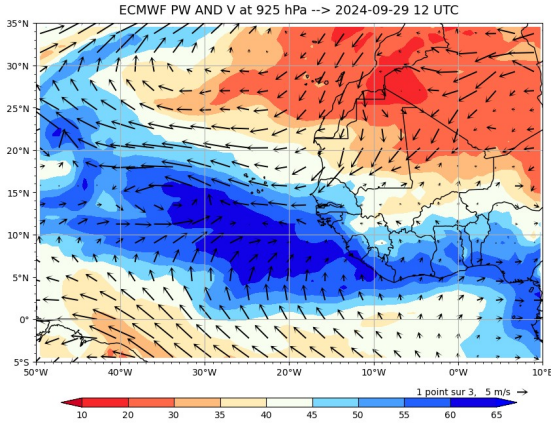 ECMWF PW AND V at 925 hPa --> 2024-09-29 12 UTC
35°N
30°N
25°N
20°N
15°N
10°N
5°N
0°
5°S
50°W 40°W 30°W 20°W 10°W 0°W 10°E
1 point sur 3, 5 m/s
10 20 30 35 40 45 50 55 60 65